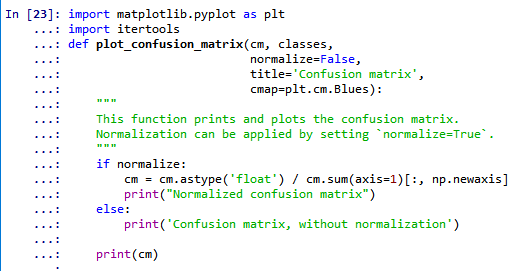 In [23]: import matplotlib.pyplot as plt
    ...: import itertools
    ...: def plot_confusion_matrix(cm, classes,
    ...:                           normalize=False,
    ...:                           title='Confusion matrix',
    ...:                           cmap=plt.cm.Blues):
    ...:     """
    ...:     This function prints and plots the confusion matrix.
    ...:     Normalization can be applied by setting `normalize=True`.
    ...:     """
    ...:     if normalize:
    ...:         cm = cm.astype('float') / cm.sum(axis=1)[:, np.newaxis]
    ...:         print("Normalized confusion matrix")
    ...:     else:
    ...:         print('Confusion matrix, without normalization')
    ...:
    ...:     print(cm)